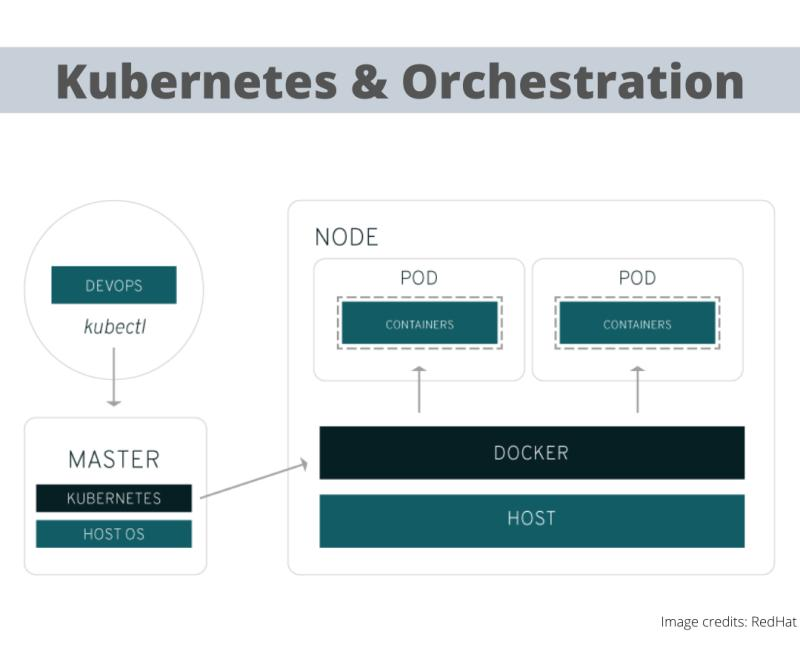 Kubernetes & Orchestration
DEVOPS
kubectl
MASTER
KUBERNETES
HOST OS
NODE
POD
CONTAINERS
POD
CONTAINERS
DOCKER
HOST
Image credits: RedHat